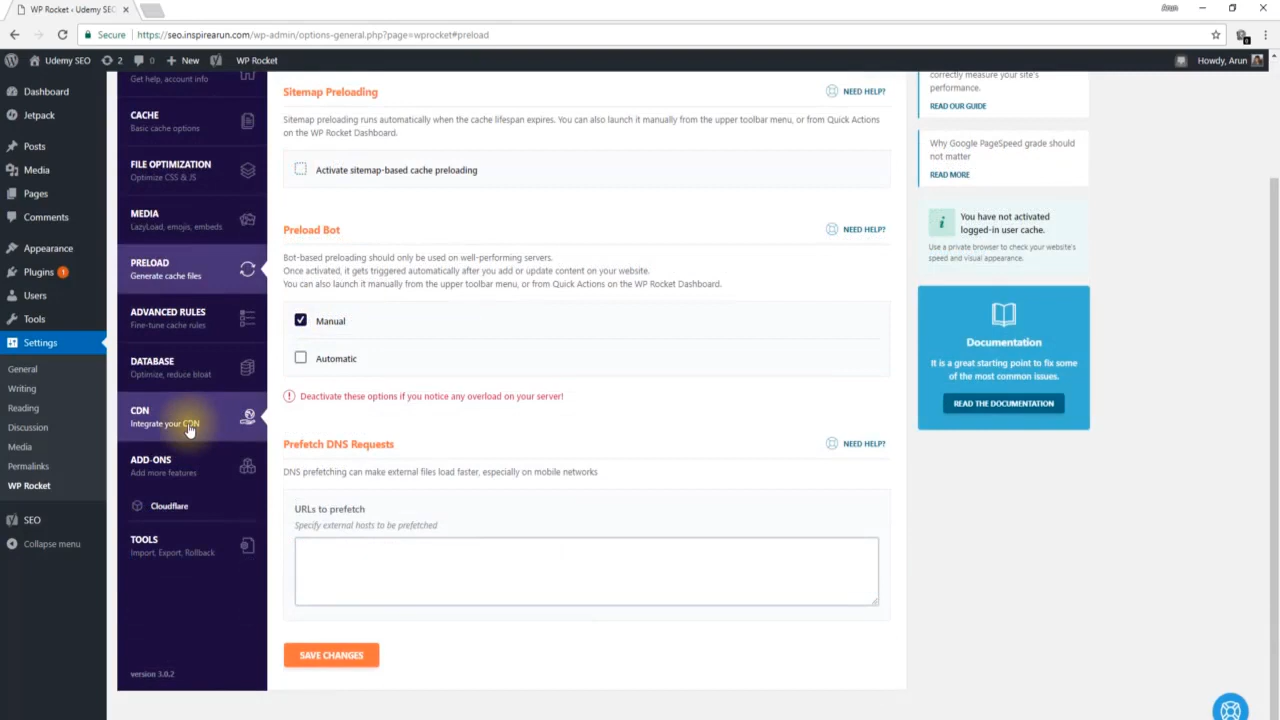 WP Rocket ‹ Udemy SEO
Arun
Secure
https://seo.inspirearun.com/wp-admin/options-general.php?page=wprocket#preload
Udemy SEO
2
0
New
WP Rocket
Howdy, Arun
Dashboard
Jetpack
Posts
Media
Pages
Comments
Appearance
Plugins 1
Users
Tools
Settings
General
Writing
Reading
Discussion
Media
Permalinks
WP Rocket
SEO
Collapse menu
Get help, account info
CACHE
Basic cache options
FILE OPTIMIZATION
Optimize CSS & JS
MEDIA
LazyLoad, emojis, embeds
PRELOAD
Generate cache files
ADVANCED RULES
Fine-tune cache rules
DATABASE
Optimize, reduce bloat
CDN
Integrate your CDN
ADD-ONS
Add more features
Cloudflare
TOOLS
Import, Export, Rollback
version 3.0.2
Sitemap Preloading
NEED HELP?
Sitemap preloading runs automatically when the cache lifespan expires. You can also launch it manually from the upper toolbar menu, or from Quick Actions
on the WP Rocket Dashboard.
Activate sitemap-based cache preloading
Preload Bot
NEED HELP?
Bot-based preloading should only be used on well-performing servers.
Once activated, it gets triggered automatically after you add or update content on your website.
You can also launch it manually from the upper toolbar menu, or from Quick Actions on the WP Rocket Dashboard.
Manual
Automatic
Deactivate these options if you notice any overload on your server!
Prefetch DNS Requests
NEED HELP?
DNS prefetching can make external files load faster, especially on mobile networks
URLs to prefetch
Specify external hosts to be prefetched
SAVE CHANGES
correctly measure your site's
performance.
READ OUR GUIDE
Why Google PageSpeed grade should
not matter
READ MORE
You have not activated
logged-in user cache.
Use a private browser to check your website's
speed and visual appearance.
Documentation
It is a great starting point to fix some
of the most common issues.
READ THE DOCUMENTATION